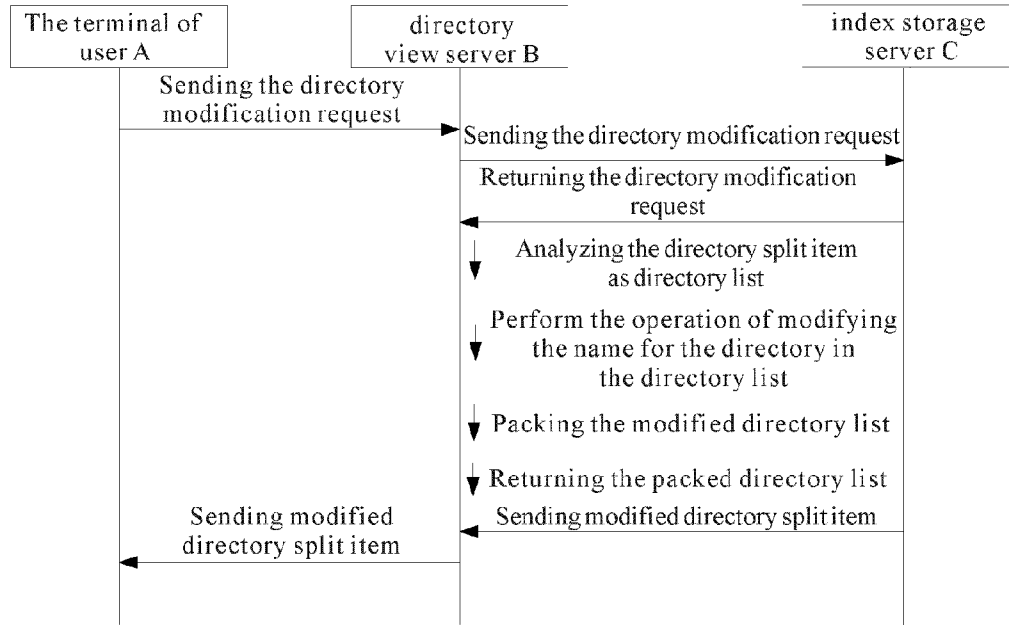 The terminal of
user A
directory
view server B
index storage
server C
Sending the directory
modification request
Sending the directory modification request
Returning the directory modification
request
Analyzing the directory split item
as directory list
Perform the operation of modifying
the name for the directory in
the directory list
Packing the modified directory list
Returning the packed directory list
Sending modified directory split item
Sending modified
directory split item